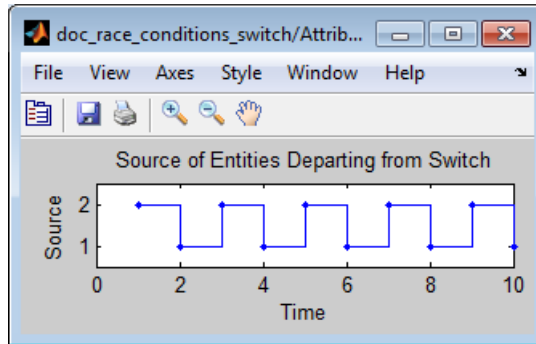 doc_race_conditions_switch/Attrib...
File View Axes Style Window Help
Source of Entities Departing from Switch
Source
2
1
0 2 4 6 8 10
Time